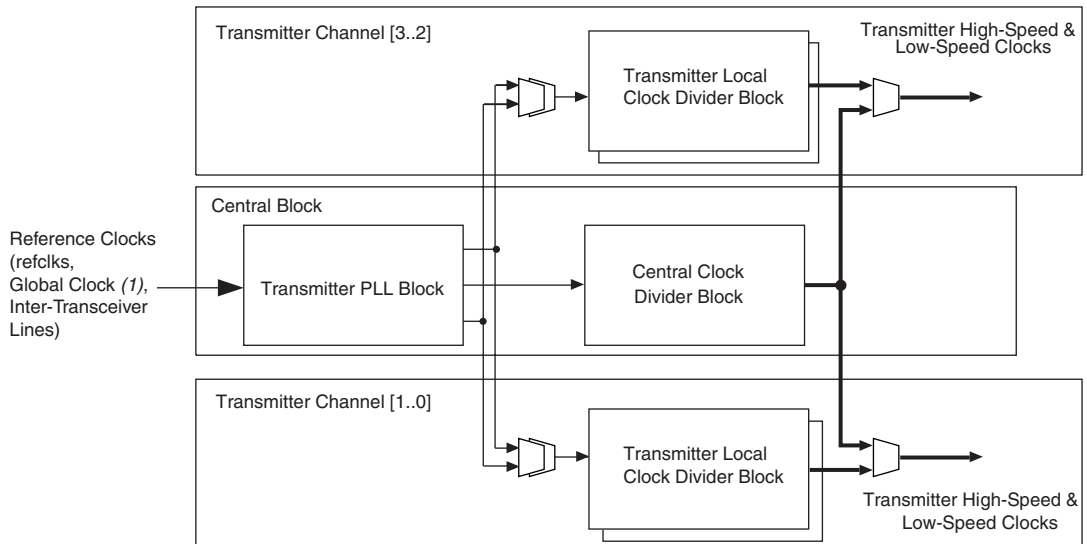 Transmitter Channel [3..2]
Transmitter High-Speed &
Low-Speed Clocks
Transmitter Local
Clock Divider Block
Central Block
Reference Clocks
(refclks,
Global Clock (1),
Inter-Transceiver
Lines)
Transmitter PLL Block
Central Clock
Divider Block
Transmitter Channel [1..0]
Transmitter Local
Clock Divider Block
Transmitter High-Speed &
Low-Speed Clocks